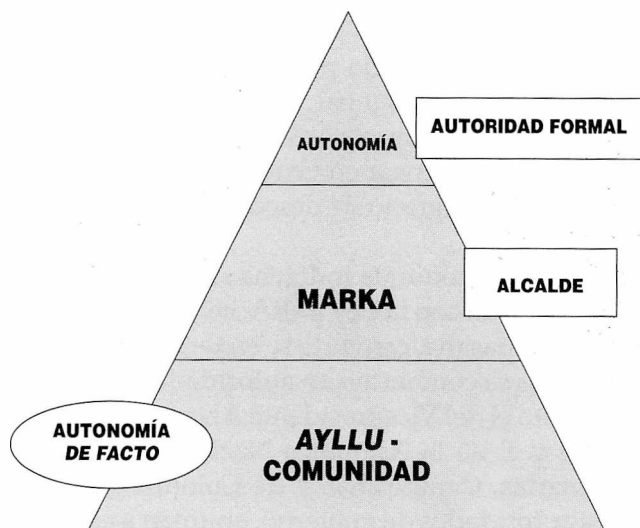 AUTONOMÍA
AUTORIDAD FORMAL
MARKA
ALCALDE
AUTONOMÍA
DE FACTO
AYLLU -
COMUNIDAD